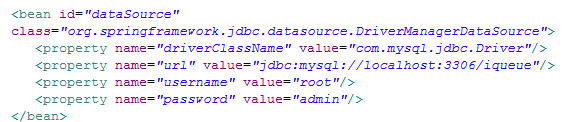 <bean id="dataSource"
class="org.springframework.jdbc.datasource.DriverManagerDataSource">
<property name="driverClassName" value="com.mysql.jdbc.Driver"/>
<property name="url" value="jdbc:mysql://localhost:3306/iqueue"/>
<property name="username" value="root"/>
<property name="password" value="admin"/>
</bean>